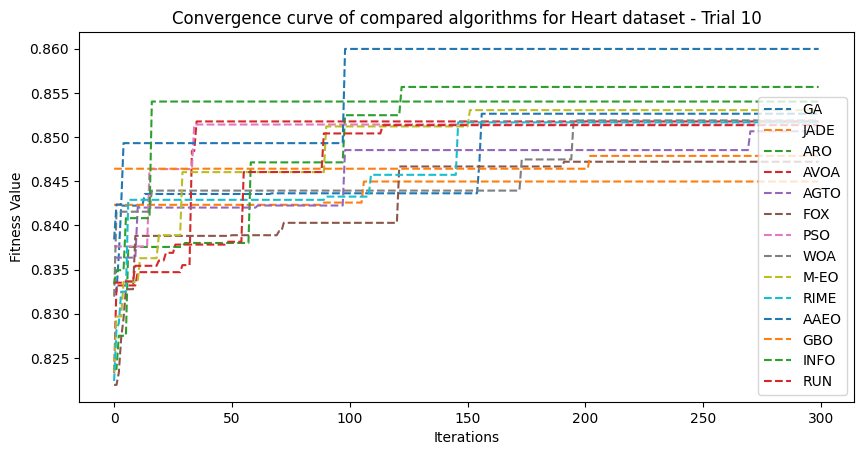 Convergence curve of compared algorithms for Heart dataset - Trial 10
0.860
0.855
0.850
0.845
0.840
0.835
0.830
0.825
Fitness Value
0
50
100
150
200
250
300
Iterations
GA
JADE
ARO
AVOA
AGTO
FOX
PSO
WOA
M-EO
RIME
AAEO
GBO
INFO
RUN